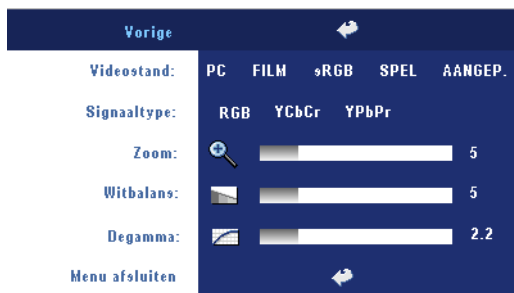 Vorige
Videostand: PC FILM sRGB SPEL AANGEP.
Signaaltype: RGB YCbCr YPbPr
Zoom: 5
Witbalans: 5
Degamma: 2.2
Menu afsluiten